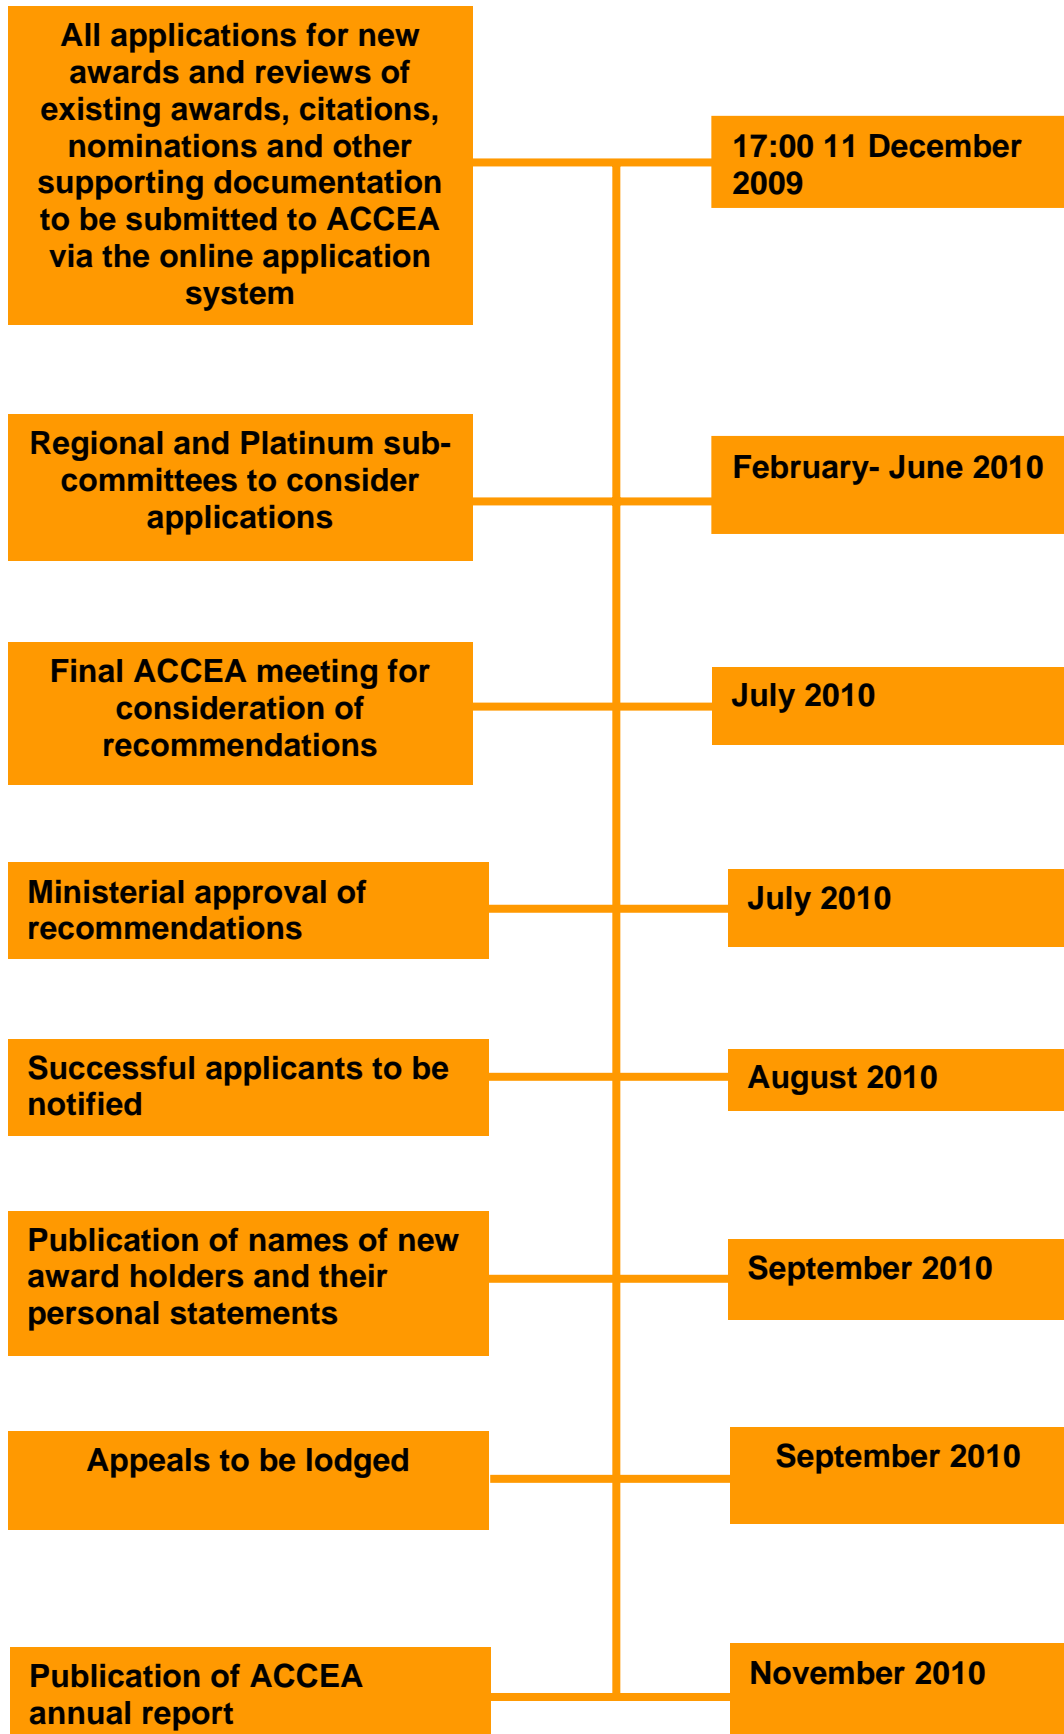 All applications for new
awards and reviews of
existing awards, citations,
nominations and other
supporting documentation
to be submitted to ACCEA
via the online application
system
17:00 11 December
2009
Regional and Platinum sub-
committees to consider
applications
February- June 2010
Final ACCEA meeting for
consideration of
recommendations
July 2010
Ministerial approval of
recommendations
July 2010
Successful applicants to be
notified
August 2010
Publication of names of new
award holders and their
personal statements
September 2010
Appeals to be lodged
September 2010
Publication of ACCEA
annual report
November 2010